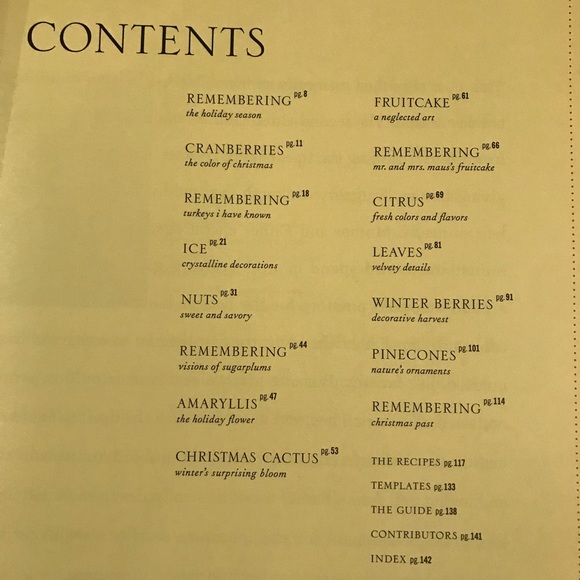 CONTENTS
REMEMBERING pg.8
the holiday season
CRANBERRIES pg.11
the color of christmas
REMEMBERING pg.18
turkeys i have known
ICE pg.21
crystalline decorations
NUTS pg.31
sweet and savory
REMEMBERING pg.44
visions of sugarplums
AMARYLLIS pg.47
the holiday flower
CHRISTMAS CACTUS pg.53
winter's surprising bloom
FRUITCAKE pg.61
a neglected art
REMEMBERING pg.66
mr. and mrs. maus's fruitcake
CITRUS pg.69
fresh colors and flavors
LEAVES pg.81
velvety details
WINTER BERRIES pg.91
decorative harvest
PINECONES pg.101
nature's ornaments
REMEMBERING pg.114
christmas past
THE RECIPES pg.117
TEMPLATES pg.133
THE GUIDE pg.138
CONTRIBUTORS pg.141
INDEX pg.142